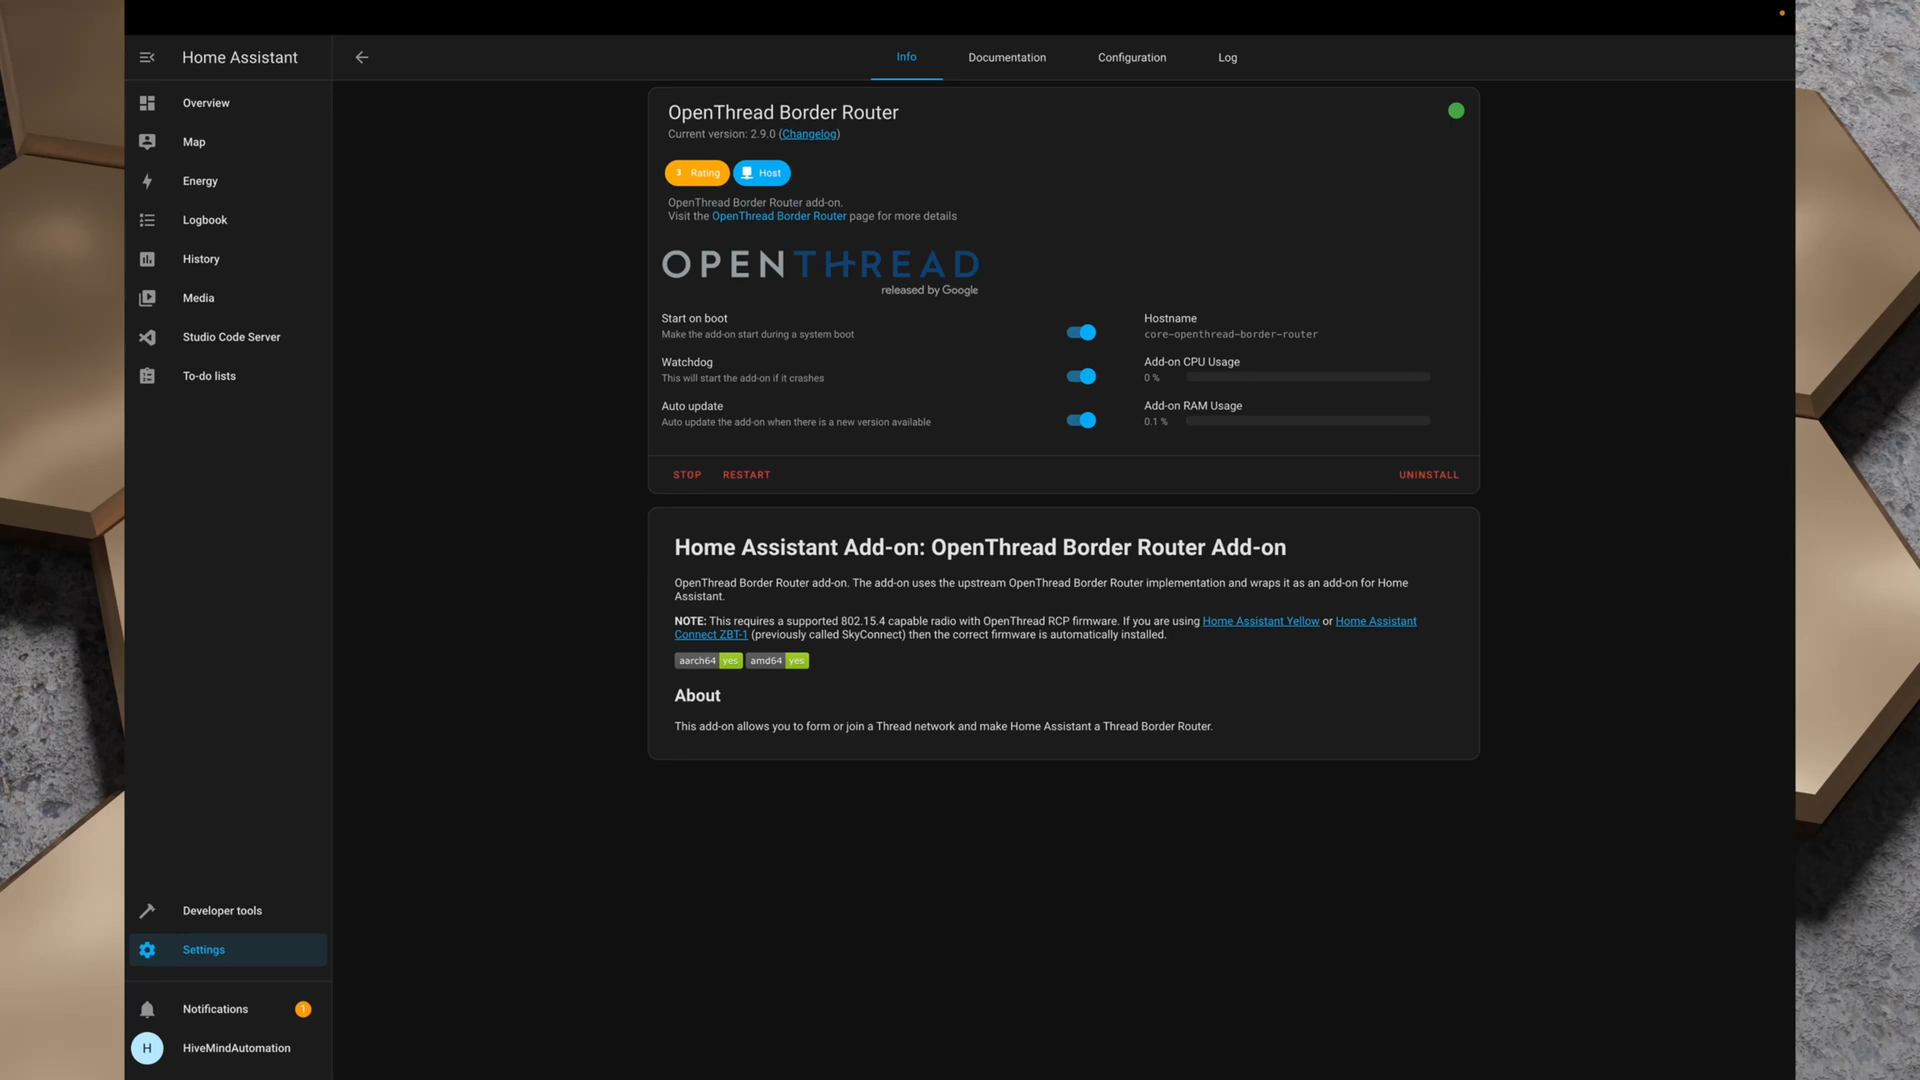 Home Assistant
Info
Documentation
Configuration
Log
Overview
Map
Energy
Logbook
History
Media
Studio Code Server
To-do lists
Developer tools
Settings
Notifications
1
H
HiveMindAutomation
OpenThread Border Router
Current version: 2.9.0 (Changelog)
3 Rating
Host
OpenThread Border Router add-on.
Visit the OpenThread Border Router page for more details
OPENTHREAD
released by Google
Start on boot
Make the add-on start during a system boot
Watchdog
This will start the add-on if it crashes
Auto update
Auto update the add-on when there is a new version available
Hostname
core-openthread-border-router
Add-on CPU Usage
0 %
Add-on RAM Usage
0.1 %
STOP
RESTART
UNINSTALL
Home Assistant Add-on: OpenThread Border Router Add-on
OpenThread Border Router add-on. The add-on uses the upstream OpenThread Border Router implementation and wraps it as an add-on for Home
Assistant.
NOTE: This requires a supported 802.15.4 capable radio with OpenThread RCP firmware. If you are using Home Assistant Yellow or Home Assistant
Connect ZBT-1 (previously called SkyConnect) then the correct firmware is automatically installed.
aarch64 yes amd64 yes
About
This add-on allows you to form or join a Thread network and make Home Assistant a Thread Border Router.